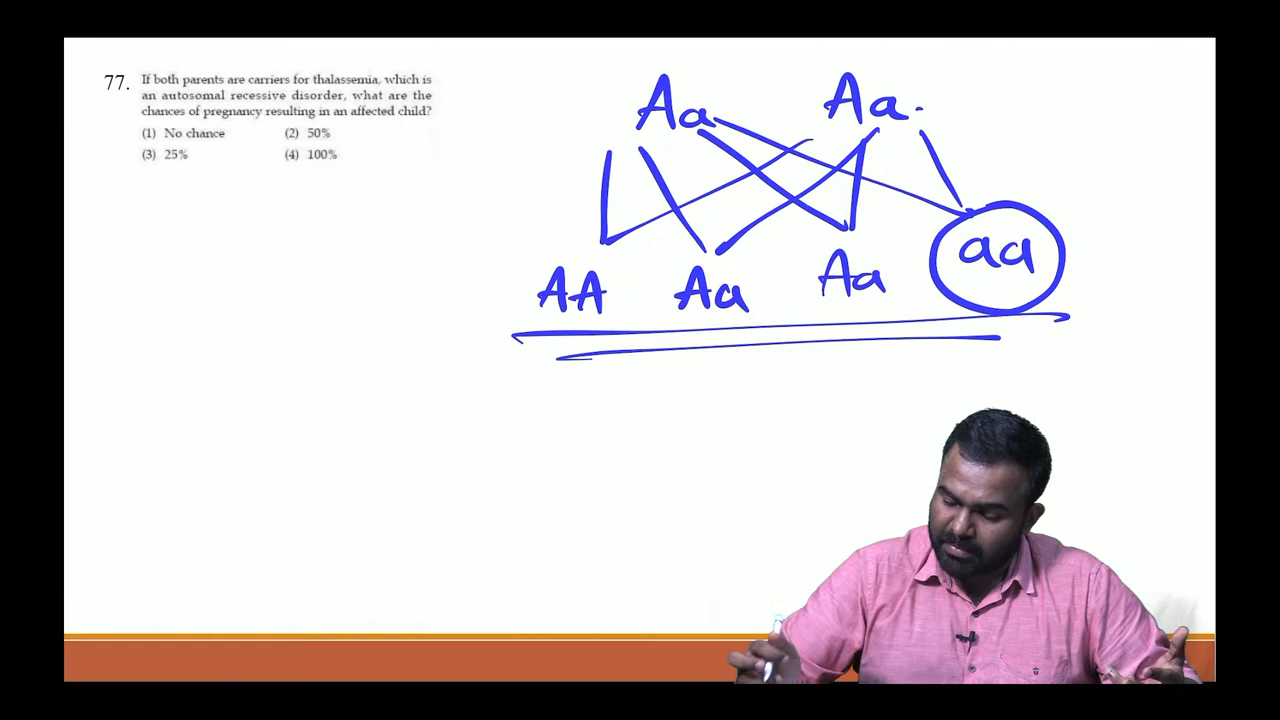 77. If both parents are carriers for thalassemia, which is
an autosomal recessive disorder, what are the
chances of pregnancy resulting in an affected child?
(1) No chance (2) 50%
(3) 25% (4) 100%
Aa Aa
AA Aa Aa aa